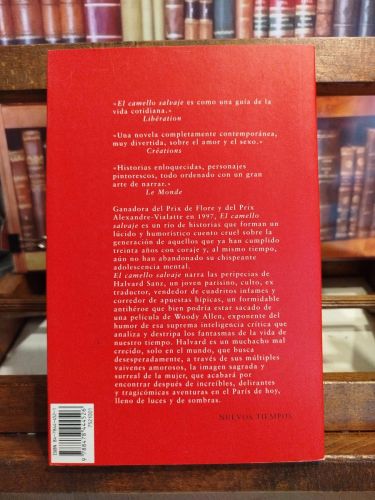 «El camello salvaje es como una guía de la
vida cotidiana.»
Libération
«Una novela completamente contemporánea,
muy divertida, sobre el amor y el sexo.»
Créations
«Historias enloquecidas, personajes
pintorescos, todo ordenado con un gran
arte de narrar.»
Le Monde
Ganadora del Prix de Flore y del Prix
Alexandre-Vialatte en 1997, El camello
salvaje es un río de historias que forman un
lúcido y humorístico cuento cruel sobre la
generación de aquellos que ya han cumplido
treinta años con coraje y, al mismo tiempo,
aún no han abandonado su chispeante
adolescencia mental.
El camello salvaje narra las peripecias de
Halvard Sanz, un joven parisino, culto, ex
traductor, vendedor de cuadros infames y
corredor de apuestas hípicas, un formidable
antihéroe que bien podría estar sacado de
una película de Woody Allen, exponente del
humor de esa suprema inteligencia crítica que
analiza y destripa los fantasmas de la vida
de nuestro tiempo. Halvard es un muchacho mal
crecido, solo en el mundo, que busca
desesperadamente, a través de sus múltiples
vaivenes amorosos, la imagen sagrada y
surreal de la mujer, que acabará por
encontrar después de increíbles, delirantes
y tragicómicas aventuras en el París de hoy,
lleno de luces y de sombras.
NUEVOS TIEMPOS